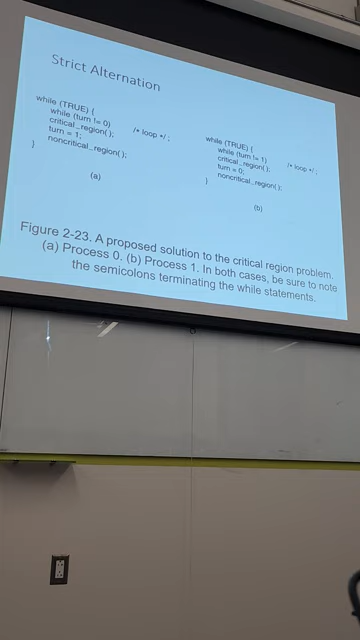 Strict Alternation
while (TRUE) {
while (turn != 0) /* loop */ ;
critical_region( );
turn = 1;
noncritical_region( );
}
(a)
while (TRUE) {
while (turn != 1) /* loop */ ;
critical_region( );
turn = 0;
noncritical_region( );
}
(b)
Figure 2-23. A proposed solution to the critical region problem.
(a) Process 0. (b) Process 1. In both cases, be sure to note
the semicolons terminating the while statements.